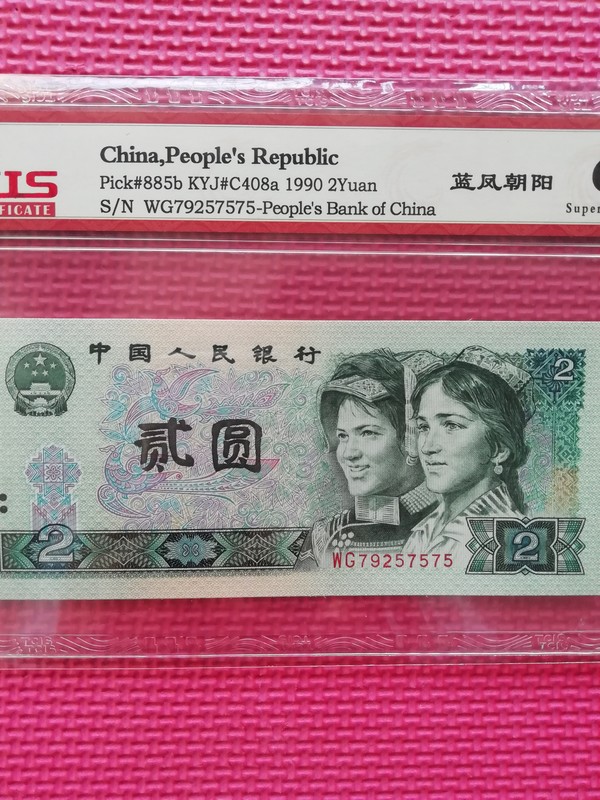 China,People's Republic
Pick#885b KYJ#C408a 1990 2Yuan
蓝凤朝阳
S/N WG79257575-People's Bank of China
中国人民银行
2
贰圆
2
WG79257575
2